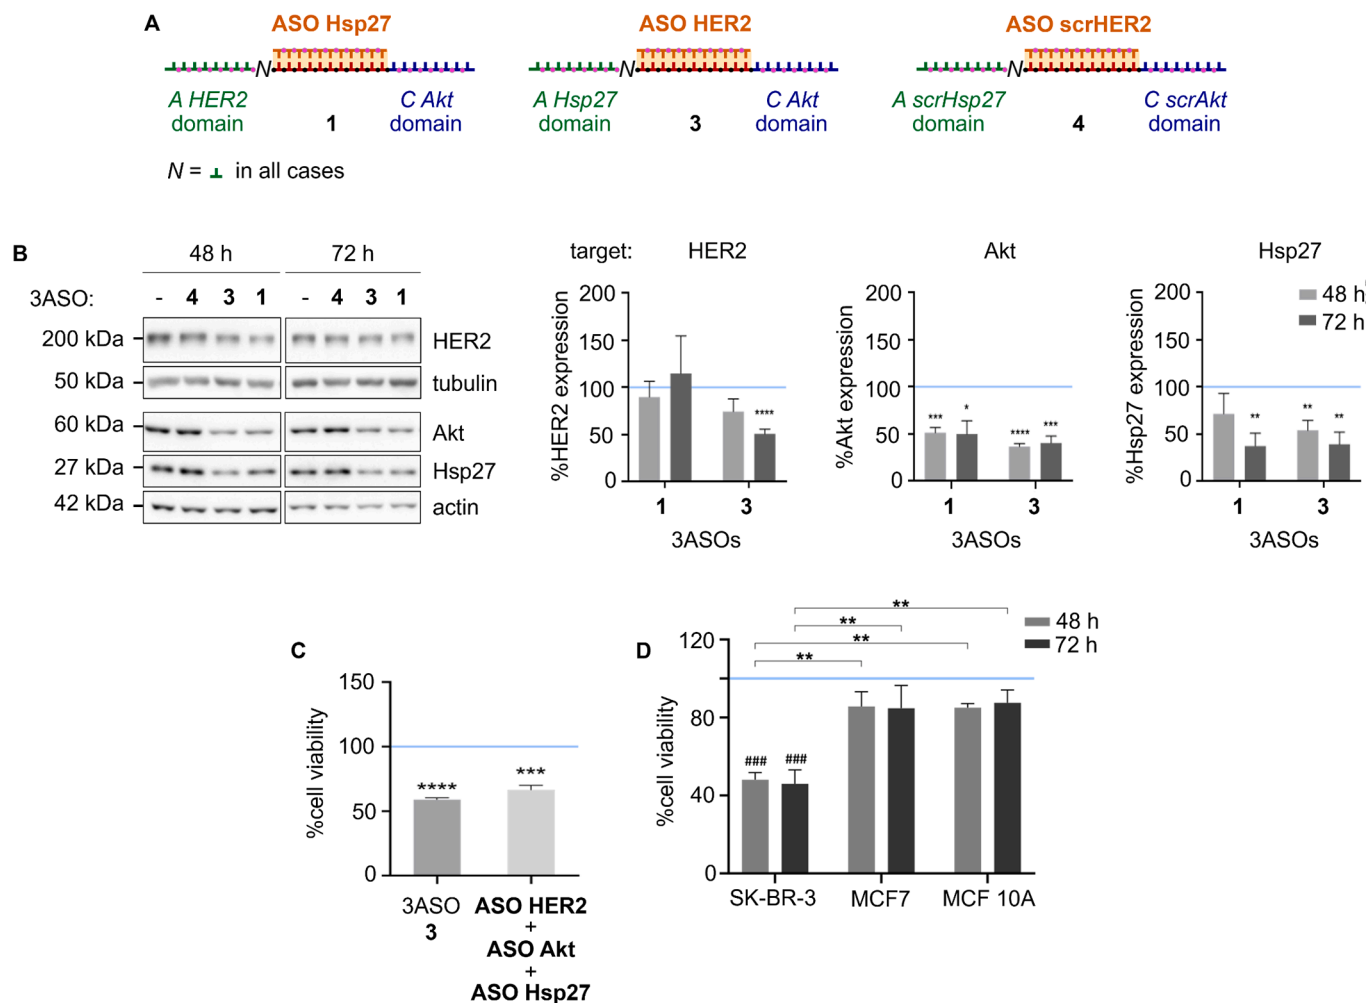 A
ASO Hsp27
ASO HER2
ASO scrHER2
N
N
N
A HER2
domain
1
C Akt
domain
A Hsp27
domain
3
C Akt
domain
A scrHsp27
domain
4
C scrAkt
domain
N = in all cases
B
48 h
72 h
3ASO:
- 4 3 1
- 4 3 1
200 kDa
HER2
50 kDa
tubulin
60 kDa
Akt
27 kDa
Hsp27
42 kDa
actin
target:
HER2
%HER2 expression
200
150
100
50
0
****
1
3
3ASOs
Akt
%Akt expression
200
150
100
50
0
***
*
****
***
1
3
3ASOs
Hsp27
%Hsp27 expression
200
150
100
50
0
**
**
**
1
3
3ASOs
48 h
72 h
C
%cell viability
150
100
50
0
****
***
3ASO
3
ASO HER2
+
ASO Akt
+
ASO Hsp27
D
%cell viability
120
80
40
0
**
**
**
**
###
###
SK-BR-3
MCF7
MCF 10A
48 h
72 h